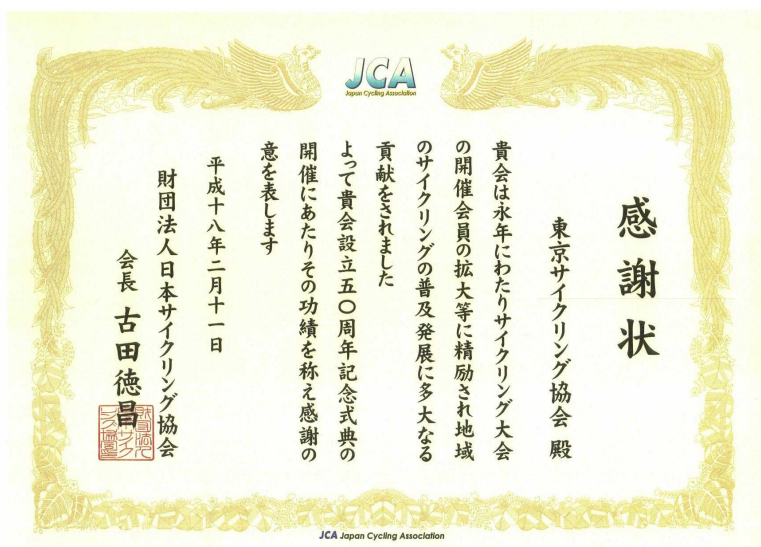 JCA
Japan Cycling Association
感謝状
東京サイクリング協会 殿
貴会は永年にわたりサイクリング大会
の開催会員の拡大等に精励され地域
のサイクリングの普及発展に多大なる
貢献をされました
よって貴会設立五〇周年記念式典の
開催にあたりその功績を称え感謝の
意を表します
平成十八年二月十一日
財団法人日本サイクリング協会
会長 古田徳昌
JCA Japan Cycling Association